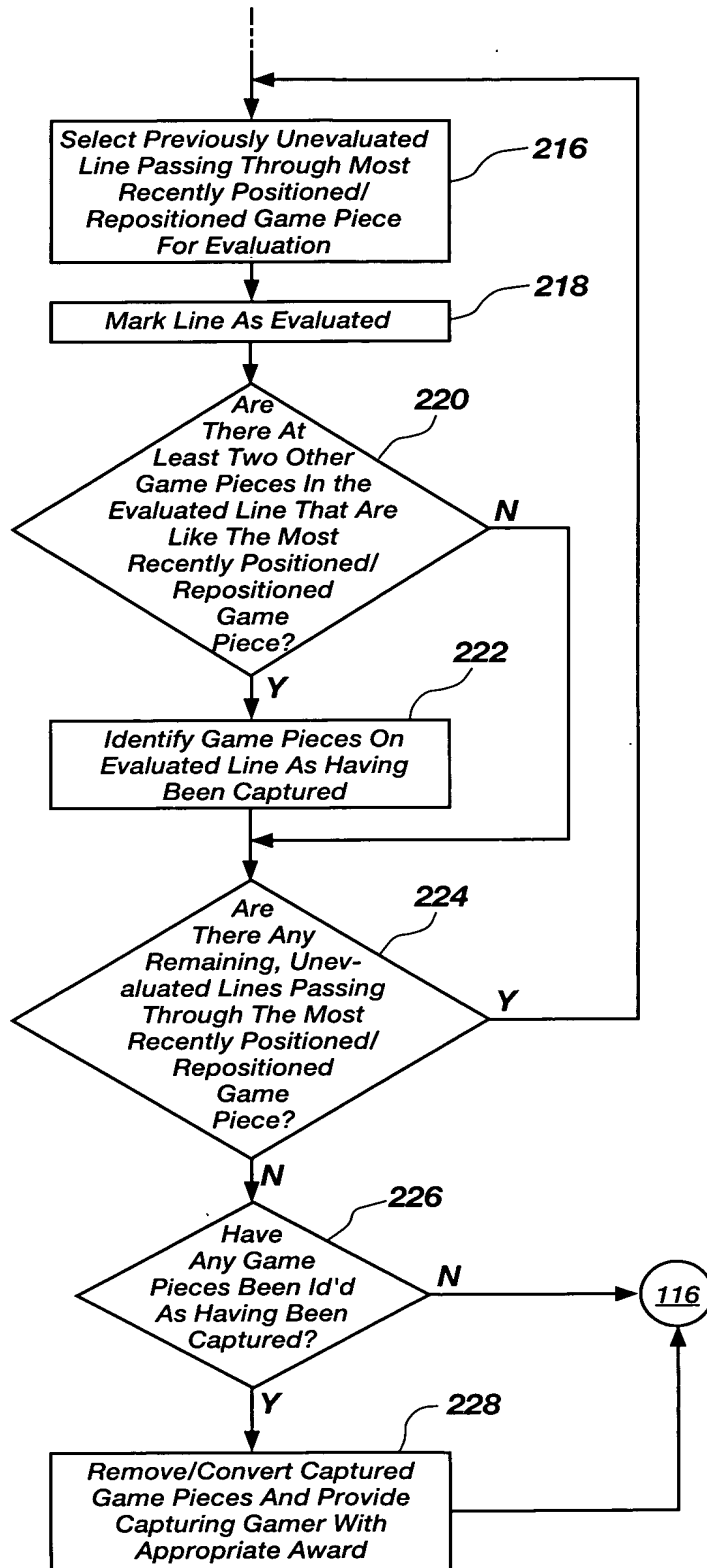 Select Previously Unevaluated
Line Passing Through Most
Recently Positioned/
Repositioned Game Piece
For Evaluation
216
Mark Line As Evaluated
218
Are
There At
Least Two Other
Game Pieces In the
Evaluated Line That Are
Like The Most
Recently Positioned/
Repositioned
Game
Piece?
220
N
Y
222
Identify Game Pieces On
Evaluated Line As Having
Been Captured
Are
There Any
Remaining, Unev-
aluated Lines Passing
Through The Most
Recently Positioned/
Repositioned
Game
Piece?
224
Y
N
226
Have
Any Game
Pieces Been Id'd
As Having Been
Captured?
N
116
Y
228
Remove/Convert Captured
Game Pieces And Provide
Capturing Gamer With
Appropriate Award